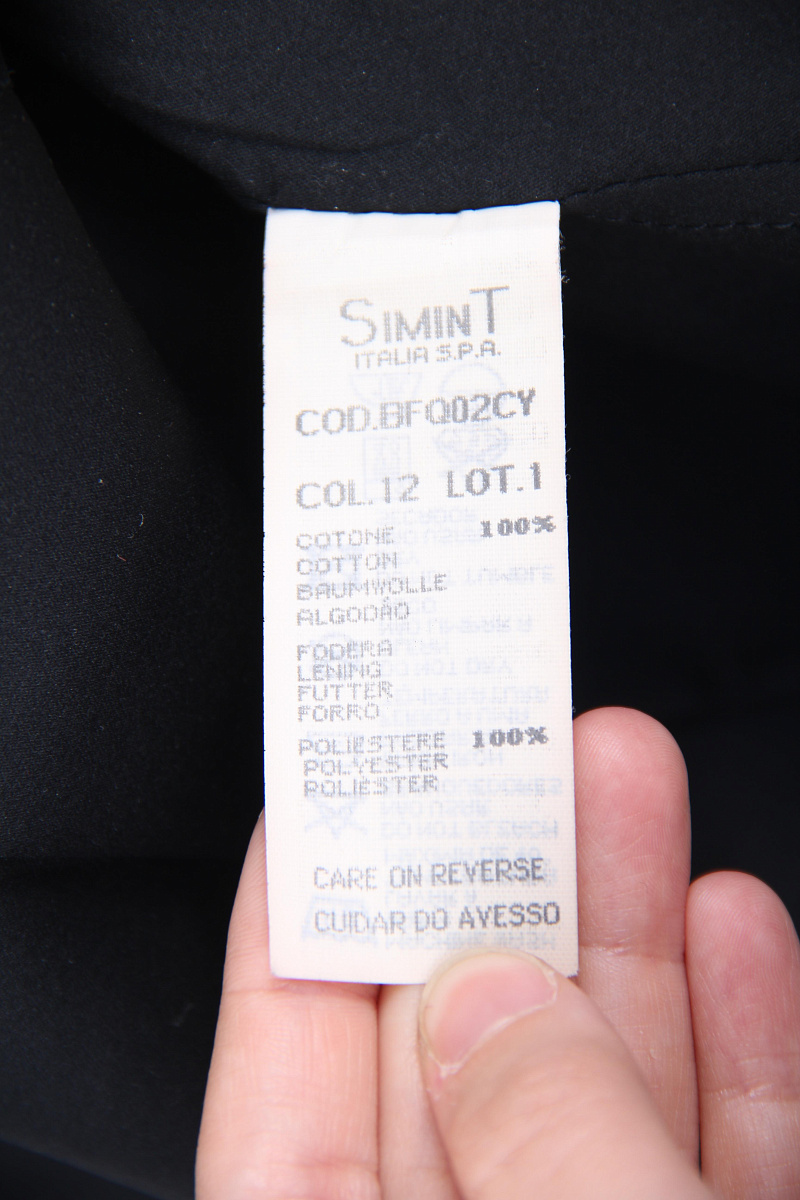 SIMINT
ITALIA S.P.A.
COD.BFQ02CY
COL.12 LOT.1
COTONE 100%
COTTON
BAUMWOLLE
ALGODÃO
FODERA
LENING
FUTTER
FORRO
POLIESTERE 100%
POLYESTER
POLIÉSTER
CARE ON REVERSE
CUIDAR DO AVESSO